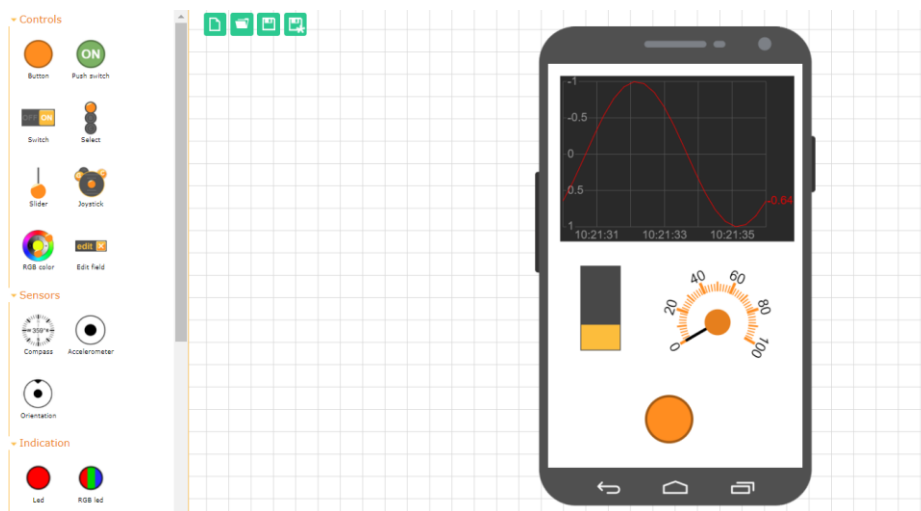 Controls
Button
Push switch
ON
OFF ON
Switch
Select
Slider
Joystick
RGB color
edit
Edit field
Sensors
358°
Compass
Accelerometer
Orientation
Indication
Led
RGB led
-1
-0.5
0
0.5
1
-0.64
10:21:31 10:21:33 10:21:35
0 20 40 60 80 100